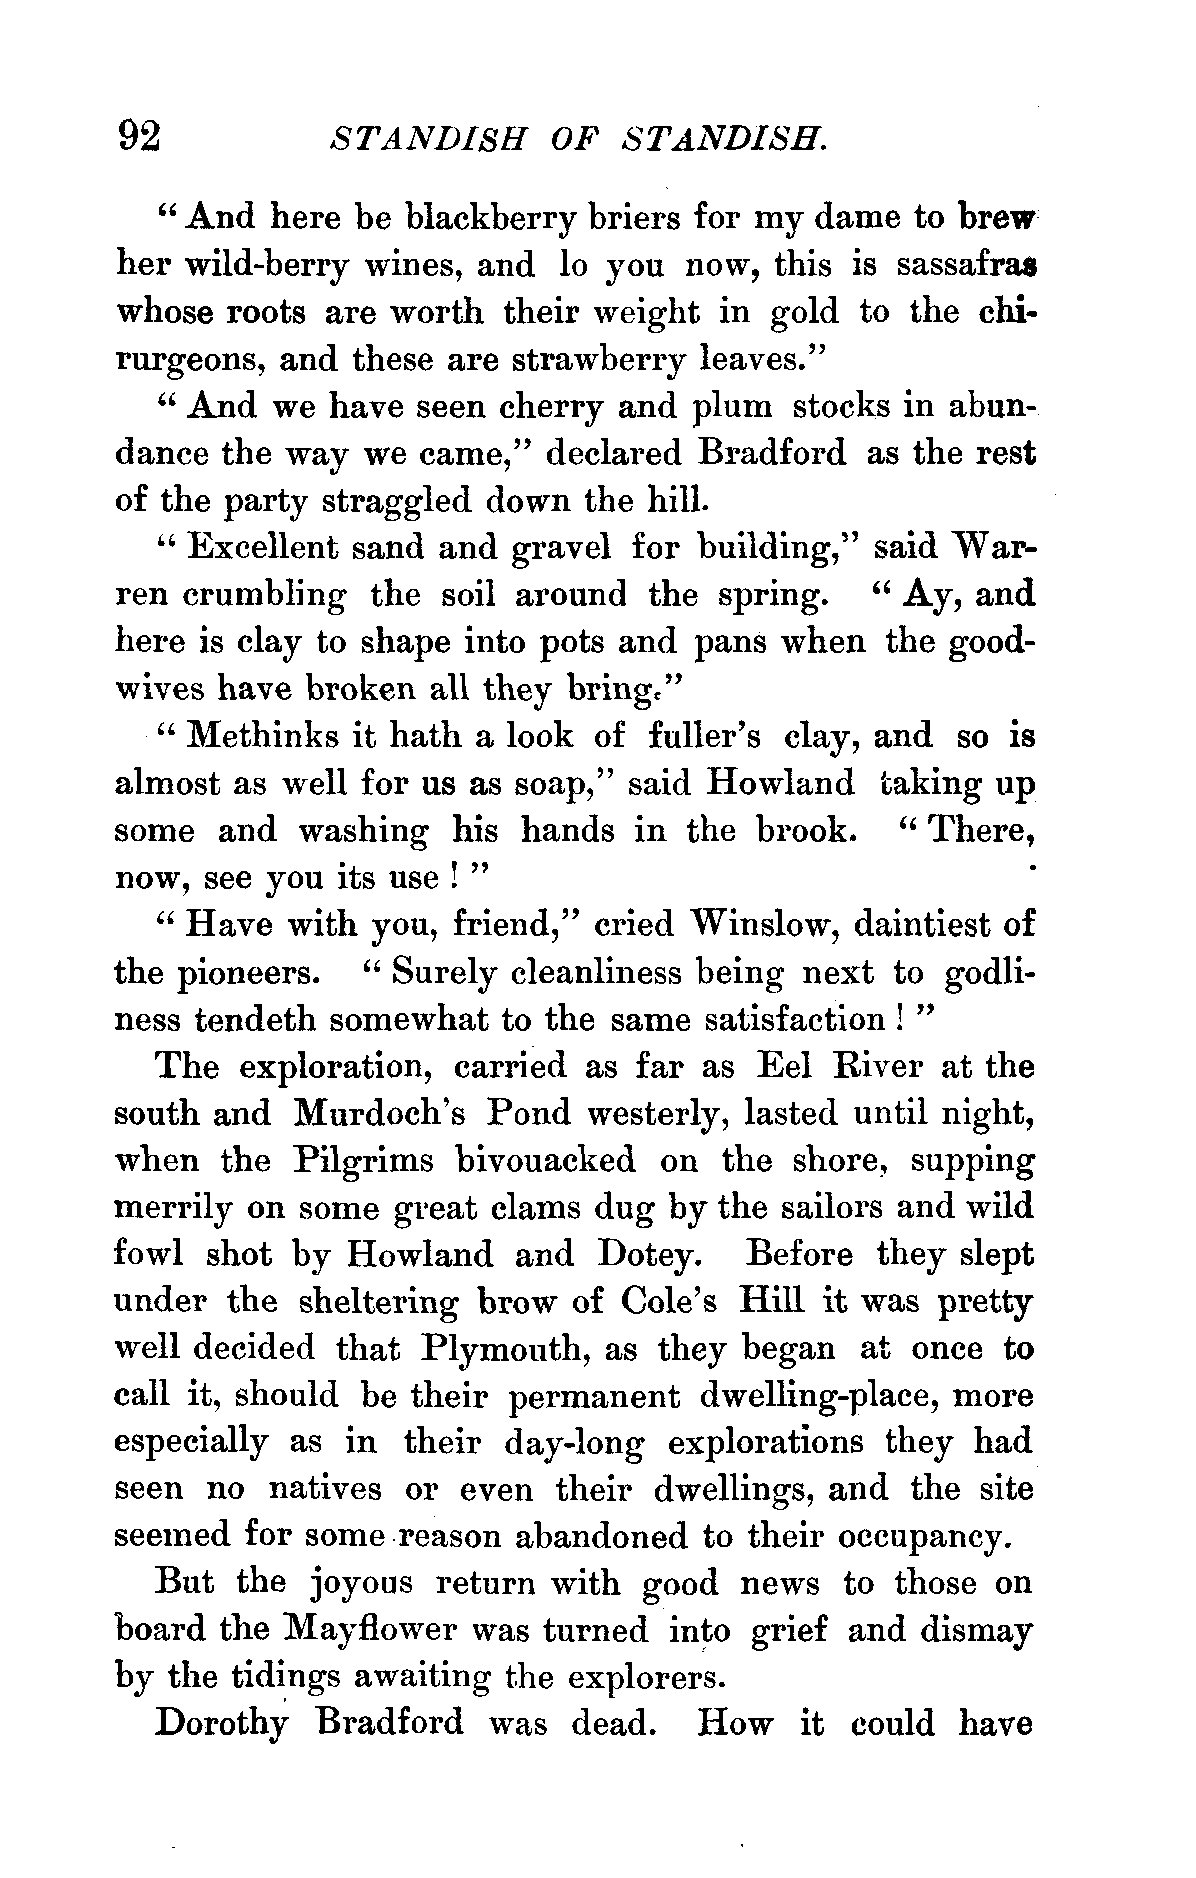 92 STANDISH OF STANDISH.
“ And here be blackberry briers for my dame to brew
her wild-berry wines, and lo you now, this is sassafras
whose roots are worth their weight in gold to the chi-
rurgeons, and these are strawberry leaves.”
“ And we have seen cherry and plum stocks in abun-
dance the way we came,” declared Bradford as the rest
of the party straggled down the hill.
“ Excellent sand and gravel for building,” said War-
ren crumbling the soil around the spring. “ Ay, and
here is clay to shape into pots and pans when the good-
wives have broken all they bring.”
“ Methinks it hath a look of fuller’s clay, and so is
almost as well for us as soap,” said Howland taking up
some and washing his hands in the brook. “ There,
now, see you its use ! ”
“ Have with you, friend,” cried Winslow, daintiest of
the pioneers. “ Surely cleanliness being next to godli-
ness tendeth somewhat to the same satisfaction ! ”
The exploration, carried as far as Eel River at the
south and Murdoch’s Pond westerly, lasted until night,
when the Pilgrims bivouacked on the shore, supping
merrily on some great clams dug by the sailors and wild
fowl shot by Howland and Dotey. Before they slept
under the sheltering brow of Cole’s Hill it was pretty
well decided that Plymouth, as they began at once to
call it, should be their permanent dwelling-place, more
especially as in their day-long explorations they had
seen no natives or even their dwellings, and the site
seemed for some reason abandoned to their occupancy.
But the joyous return with good news to those on
board the Mayflower was turned into grief and dismay
by the tidings awaiting the explorers.
Dorothy Bradford was dead. How it could have